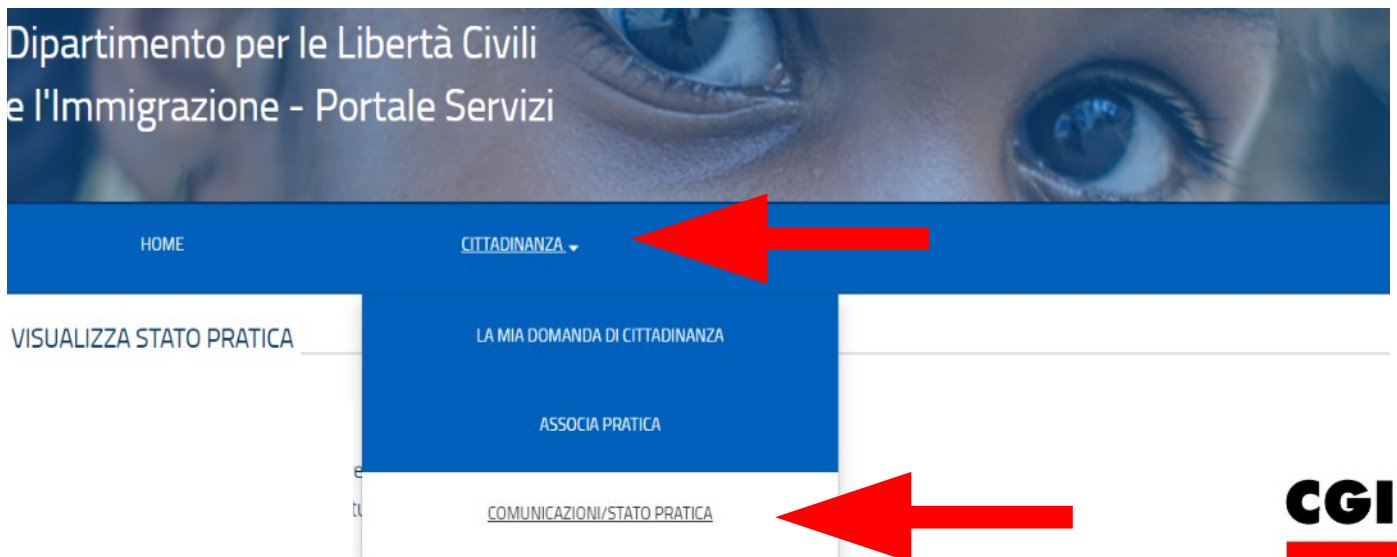 Dipartimento per le Libertà Civili
e l'Immigrazione - Portale Servizi
HOME
CITTADINANZA
VISUALIZZA STATO PRATICA
LA MIA DOMANDA DI CITTADINANZA
ASSOCIA PRATICA
COMUNICAZIONI/STATO PRATICA
CGI